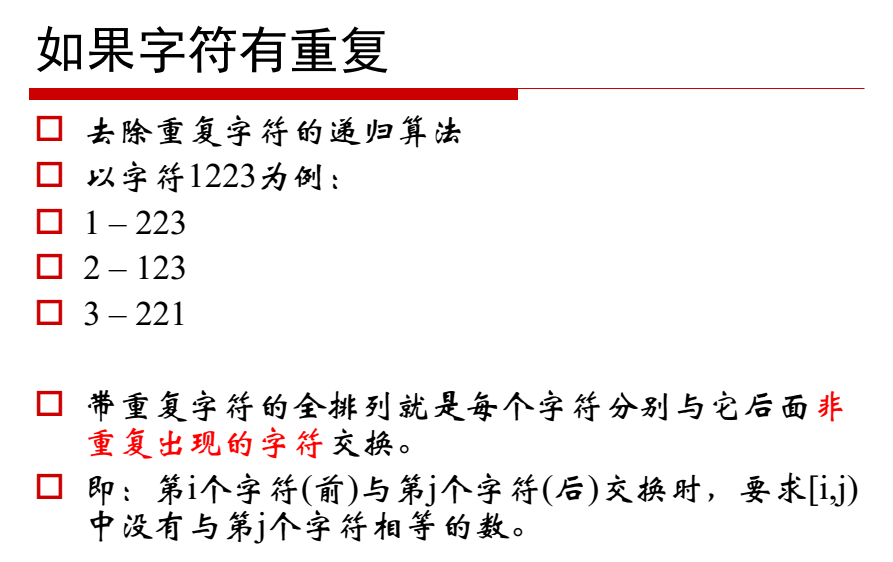 如果字符有重复
去除重复字符的递归算法
以字符1223为例：
1 – 223
2 – 123
3 – 221
带重复字符的全排列就是每个字符分别与它后面非
重复出现的字符交换。
即：第i个字符(前)与第j个字符(后)交换时，要求[i,j)
中没有与第j个字符相等的数。